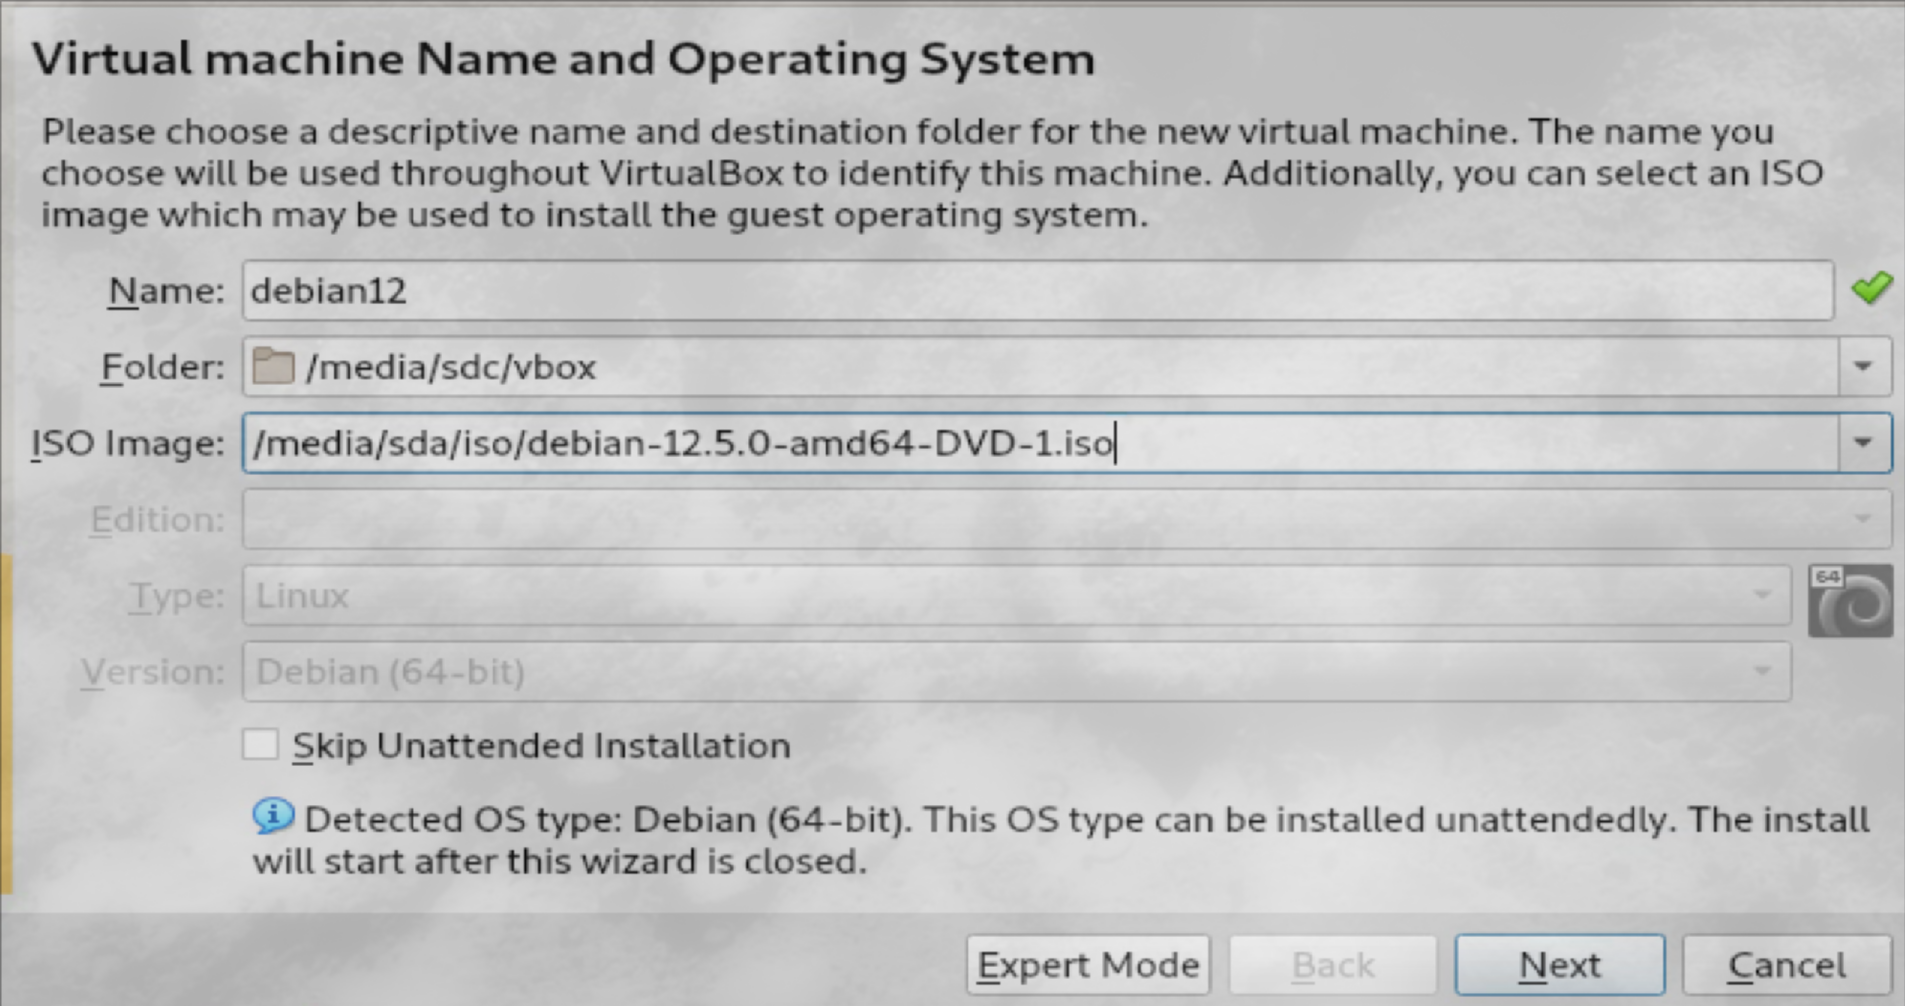 Virtual machine Name and Operating System
Please choose a descriptive name and destination folder for the new virtual machine. The name you
choose will be used throughout VirtualBox to identify this machine. Additionally, you can select an ISO
image which may be used to install the guest operating system.
Name: debian12
Folder: /media/sdc/vbox
ISO Image: /media/sda/iso/debian-12.5.0-amd64-DVD-1.iso
Edition:
Type: Linux
64
Version: Debian (64-bit)
Skip Unattended Installation
Detected OS type: Debian (64-bit). This OS type can be installed unattendedly. The install
will start after this wizard is closed.
Expert Mode Back Next Cancel